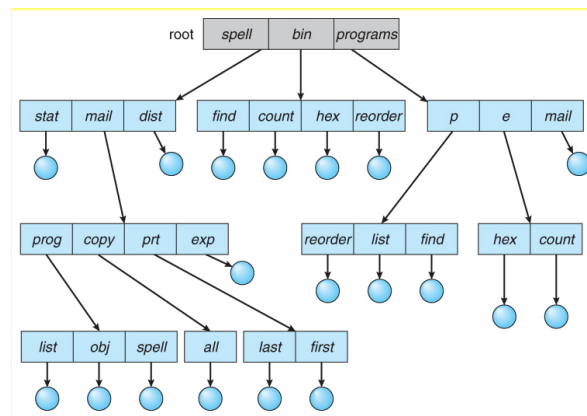 root spell bin programs
stat mail dist find count hex reorder p e mail
prog copy prt exp reorder list find hex count
list obj spell all last first